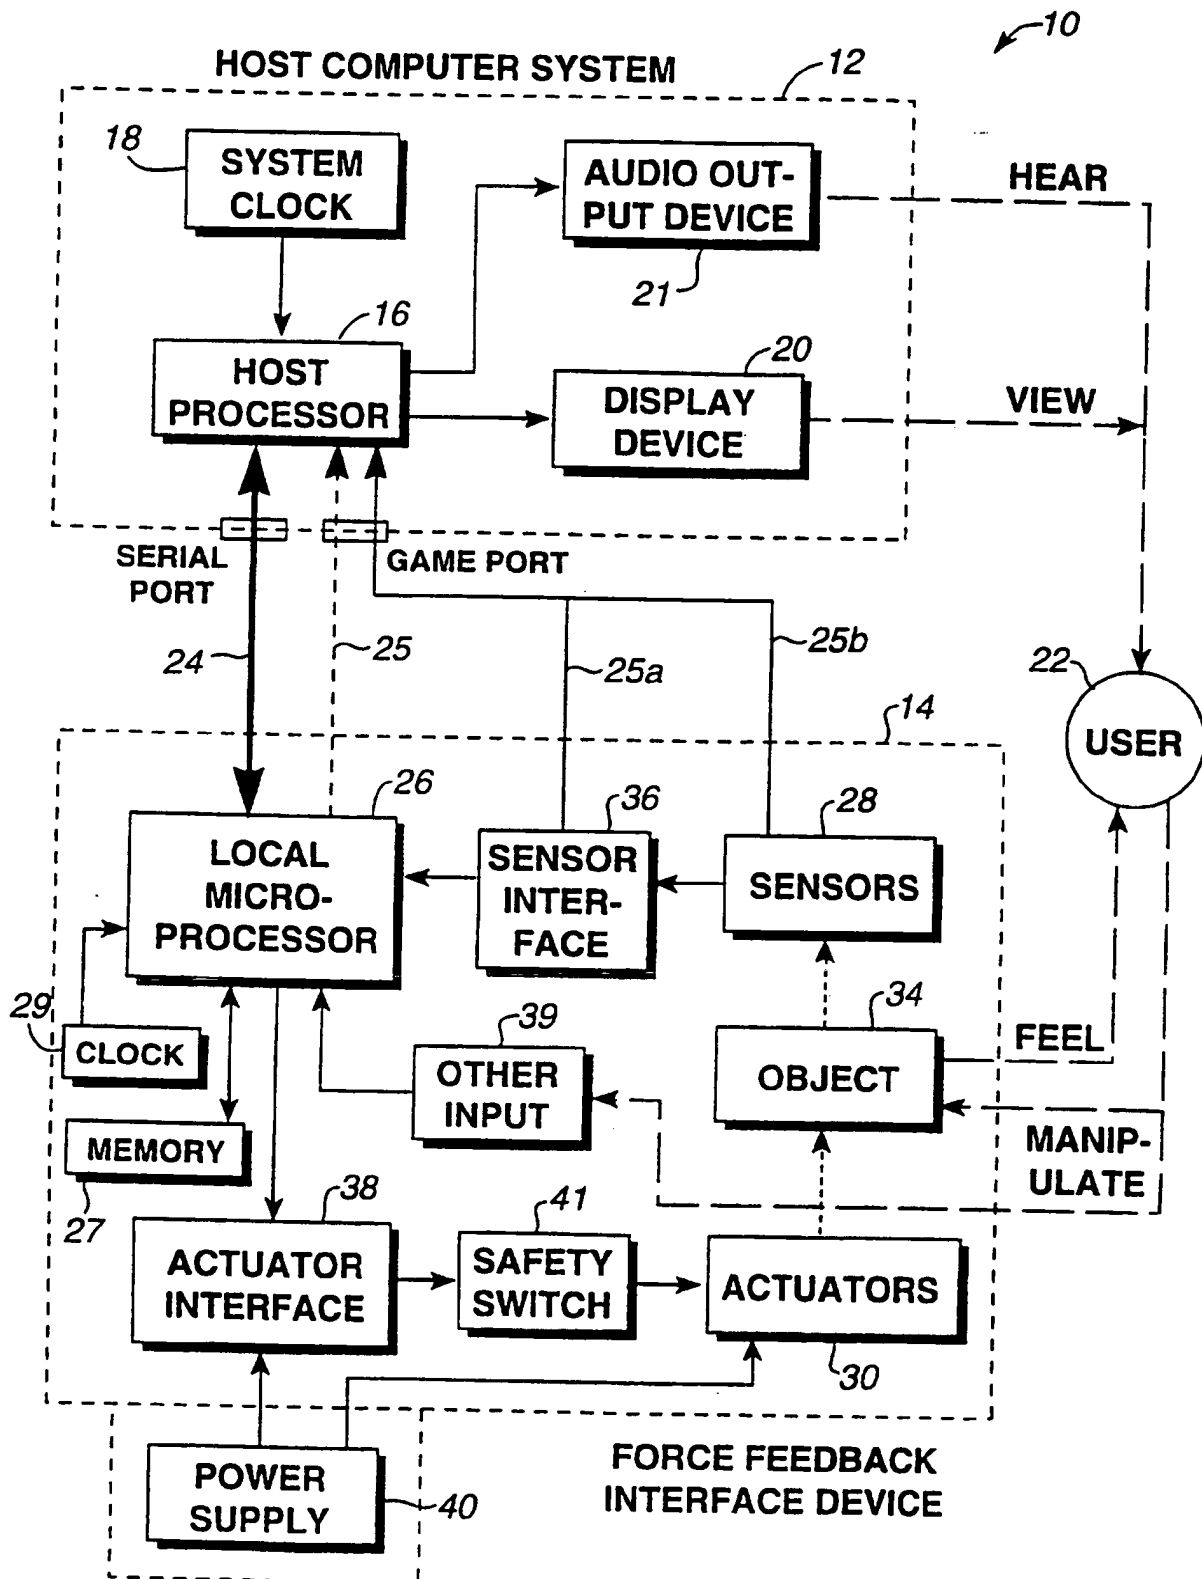 10
HOST COMPUTER SYSTEM
12
18
SYSTEM
CLOCK
AUDIO OUT-
PUT DEVICE
HEAR
21
16
HOST
PROCESSOR
20
DISPLAY
DEVICE
VIEW
SERIAL
PORT
GAME PORT
24
25
25a
25b
22
USER
14
26
LOCAL
MICRO-
PROCESSOR
36
SENSOR
INTER-
FACE
28
SENSORS
29
CLOCK
39
OTHER
INPUT
34
OBJECT
FEEL
MANIP-
ULATE
MEMORY
27
38
ACTUATOR
INTERFACE
41
SAFETY
SWITCH
ACTUATORS
30
POWER
SUPPLY
40
FORCE FEEDBACK
INTERFACE DEVICE